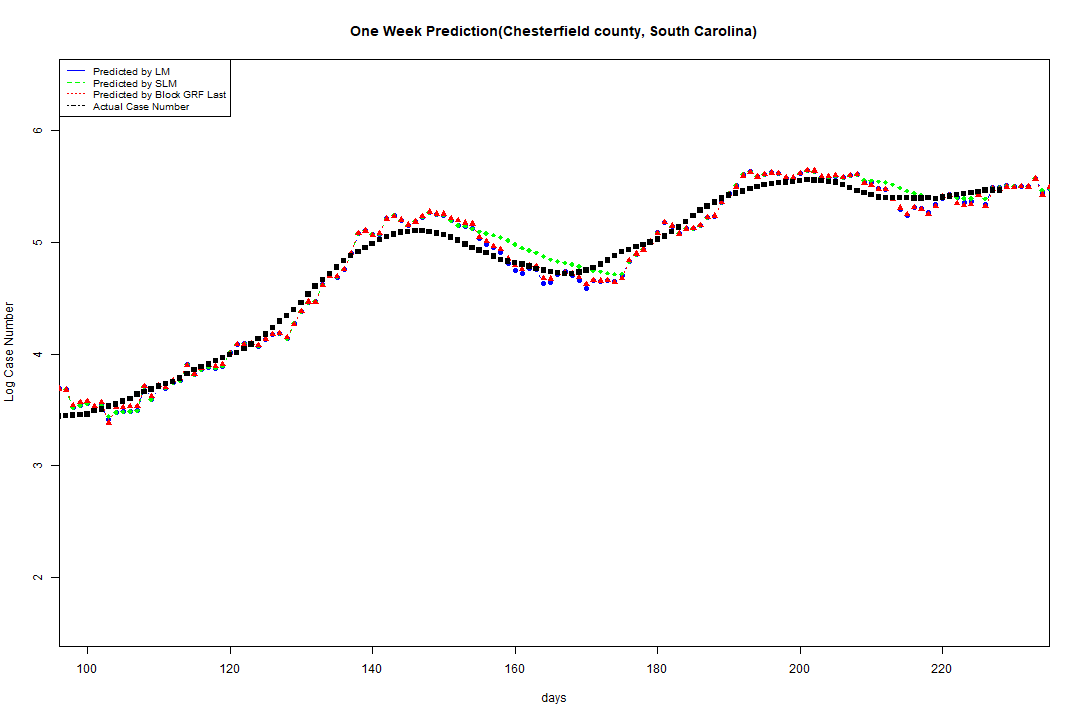 One Week Prediction(Chesterfield county, South Carolina)
Predicted by LM
Predicted by SLM
Predicted by Block GRF Last
Actual Case Number
6
5
4
3
2
Log Case Number
100 120 140 160 180 200 220
days